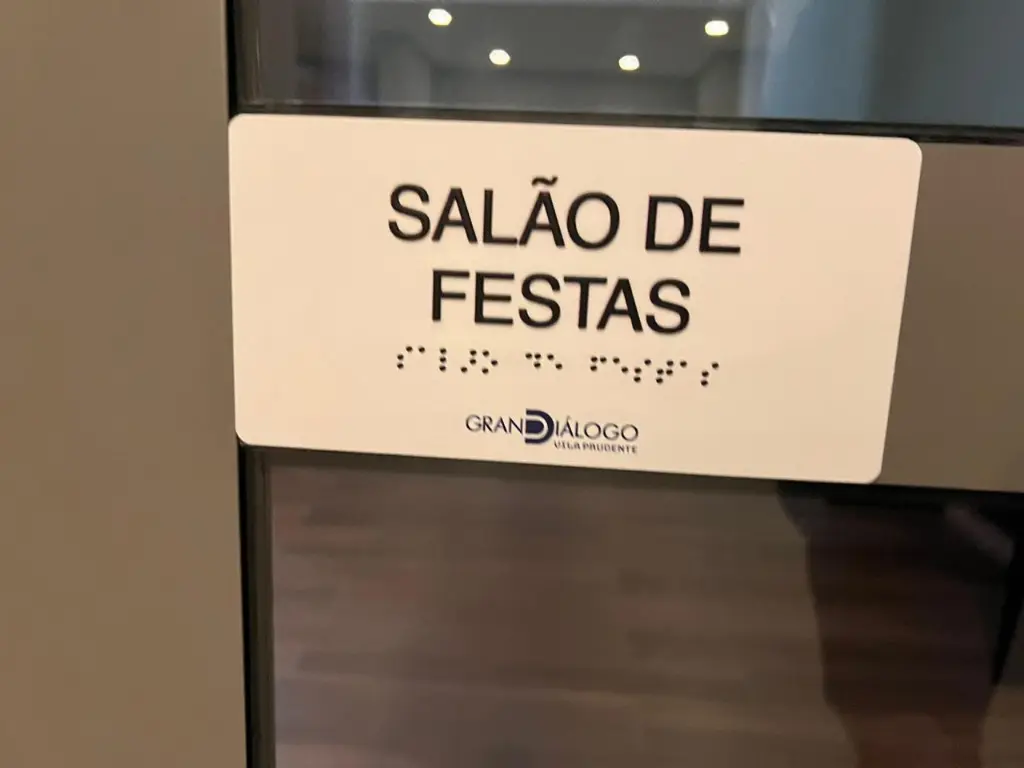 SALÃO DE
FESTAS
⠎⠁⠇⠜⠕ ⠙⠑ ⠋⠑⠎⠞⠁⠎
GRANDIÁLOGO
VILA PRUDENTE